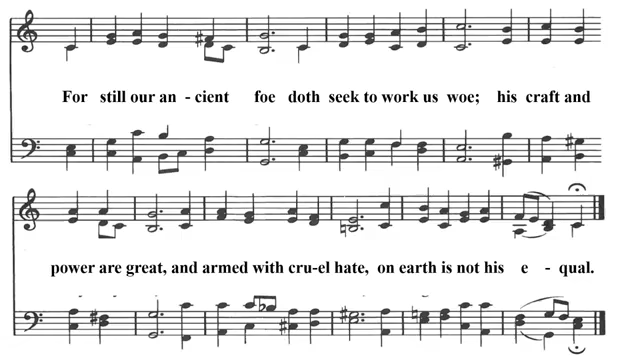 For still our an - cient foe doth seek to work us woe; his craft and
power are great, and armed with cru-el hate, on earth is not his e - qual.